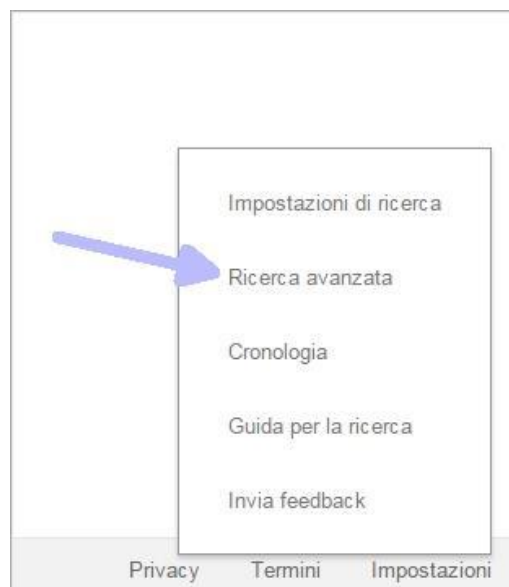 Impostazioni di ricerca
Ricerca avanzata
Cronologia
Guida per la ricerca
Invia feedback
Privacy Termini Impostazioni